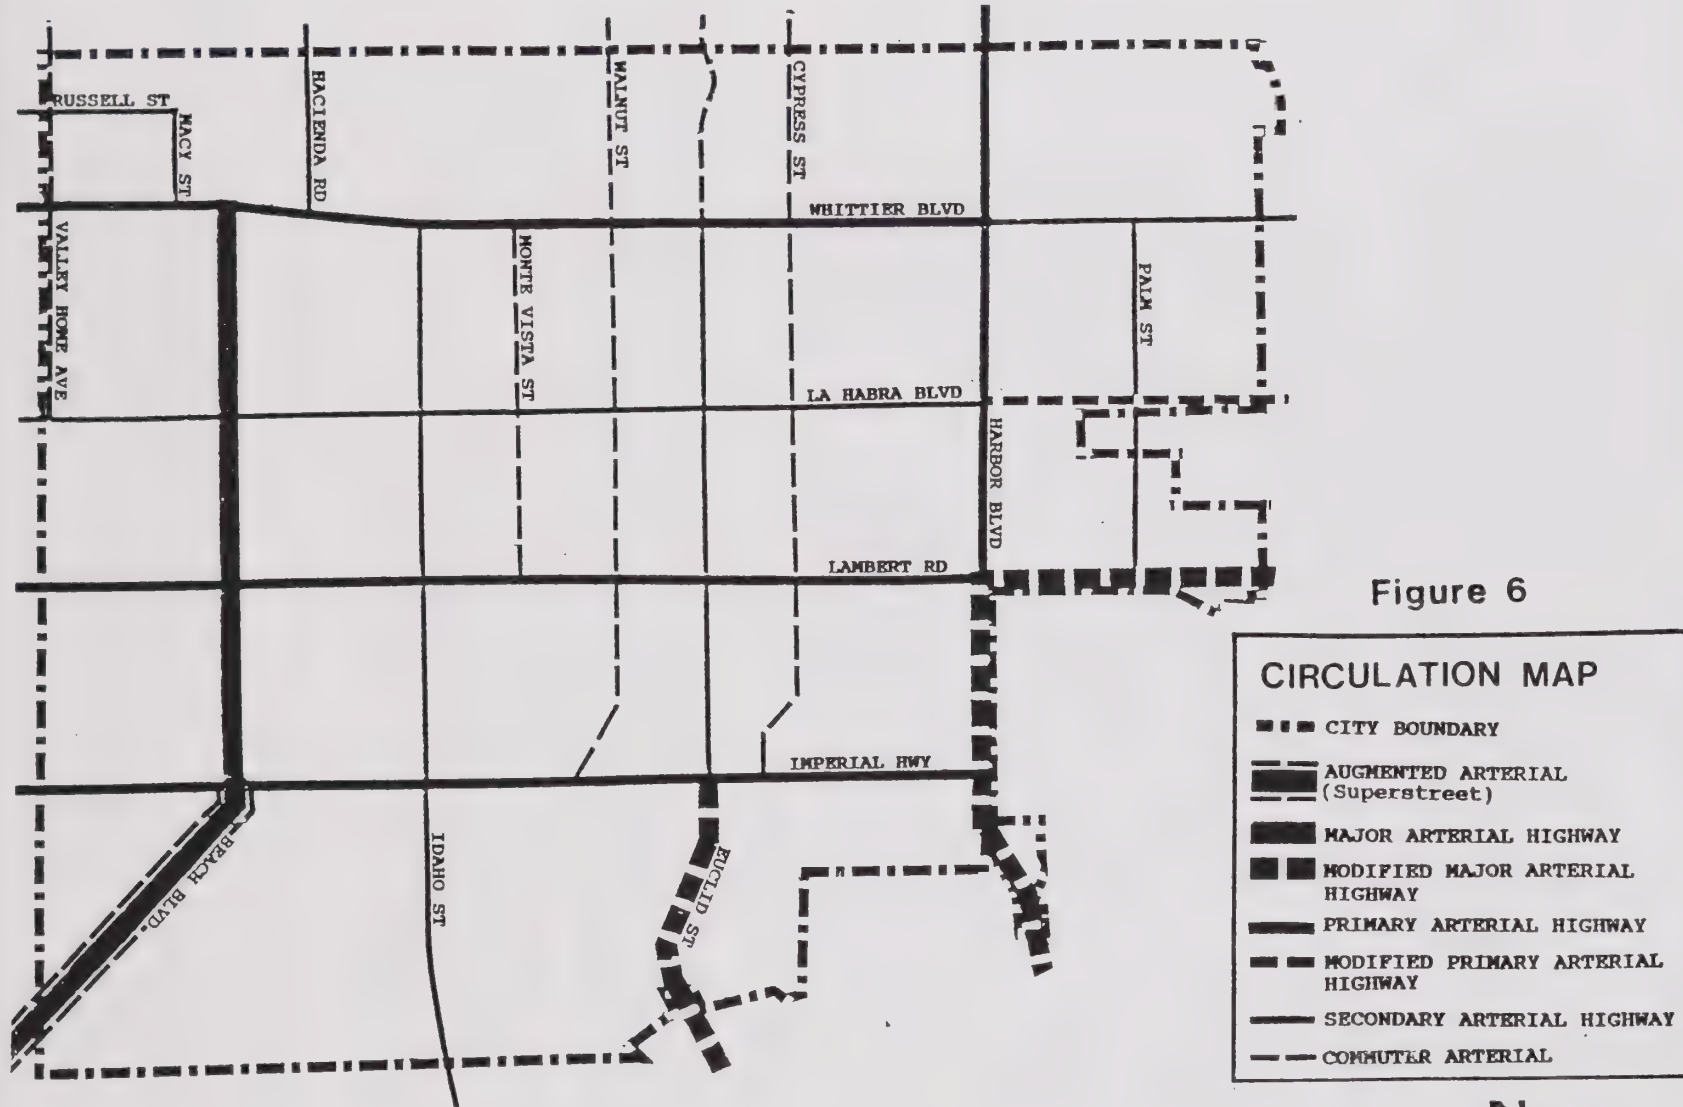 RUSSELL ST
MACY ST
HACIENDA RD
WALNUT ST
CYPRESS ST
WHITTIER BLVD
VALLEY HOME AVE
MONTE VISTA ST
PALM ST
LA HABRA BLVD
HARBOR BLVD
LAMBERT RD
IMPERIAL HWY
BEACH BLVD
IDAHO ST
EUCLID ST
Figure 6
CIRCULATION MAP
CITY BOUNDARY
AUGMENTED ARTERIAL
(Superstreet)
MAJOR ARTERIAL HIGHWAY
MODIFIED MAJOR ARTERIAL
HIGHWAY
PRIMARY ARTERIAL HIGHWAY
MODIFIED PRIMARY ARTERIAL
HIGHWAY
SECONDARY ARTERIAL HIGHWAY
COMMUTER ARTERIAL